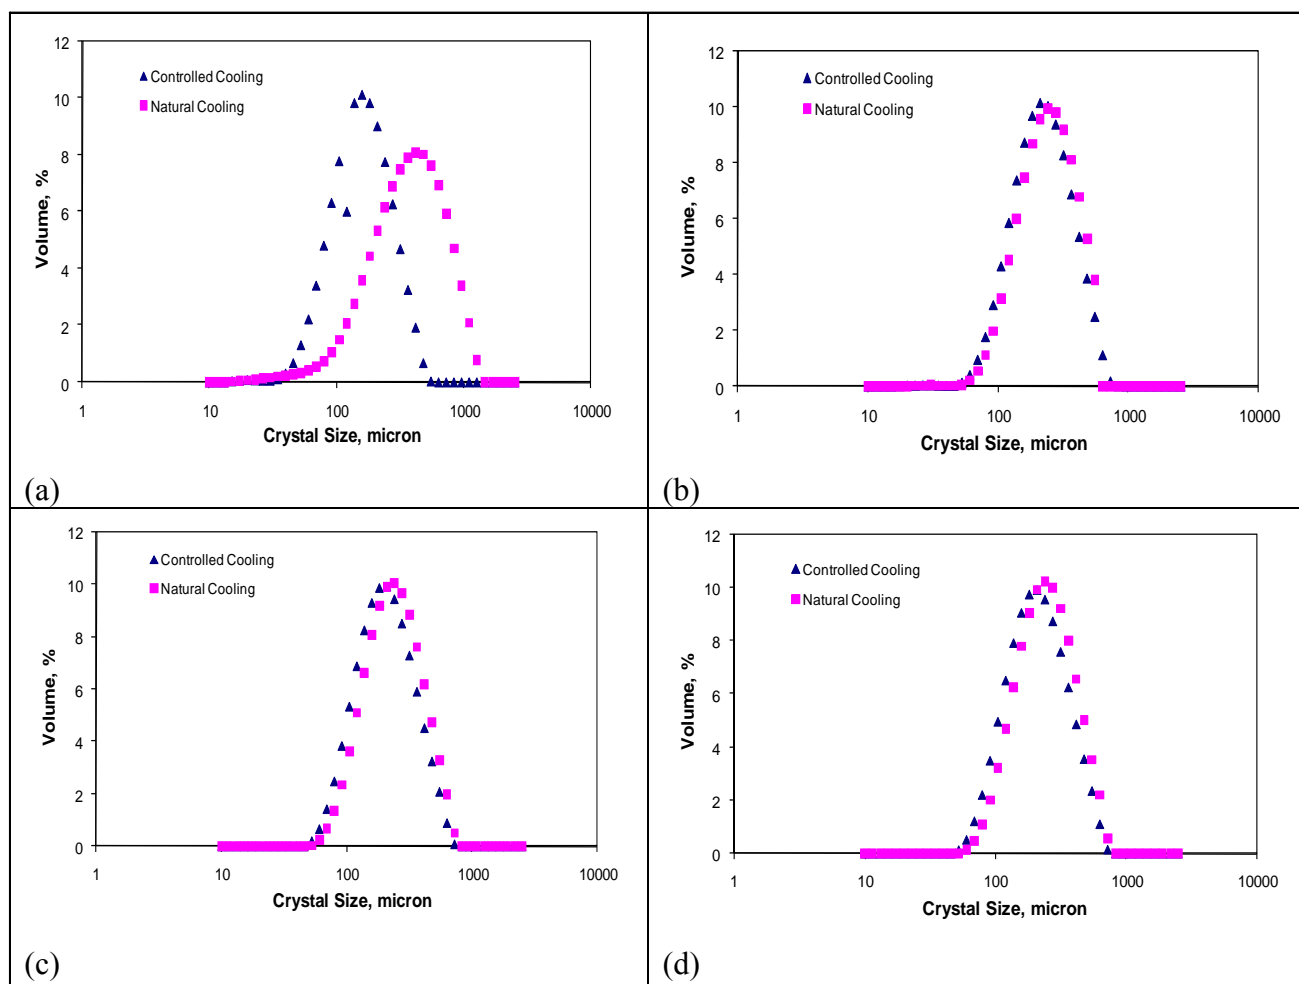 12
10
8
6
4
2
0
Volume, %
Controlled Cooling
Natural Cooling
1
10
100
1000
10000
Crystal Size, micron
(a)
12
10
8
6
4
2
0
Volume, %
Controlled Cooling
Natural Cooling
1
10
100
1000
10000
Crystal Size, micron
(b)
12
10
8
6
4
2
0
Volume, %
Controlled Cooling
Natural Cooling
1
10
100
1000
10000
Crystal Size, micron
(c)
12
10
8
6
4
2
0
Volume, %
Controlled Cooling
Natural Cooling
1
10
100
1000
10000
Crystal Size, micron
(d)